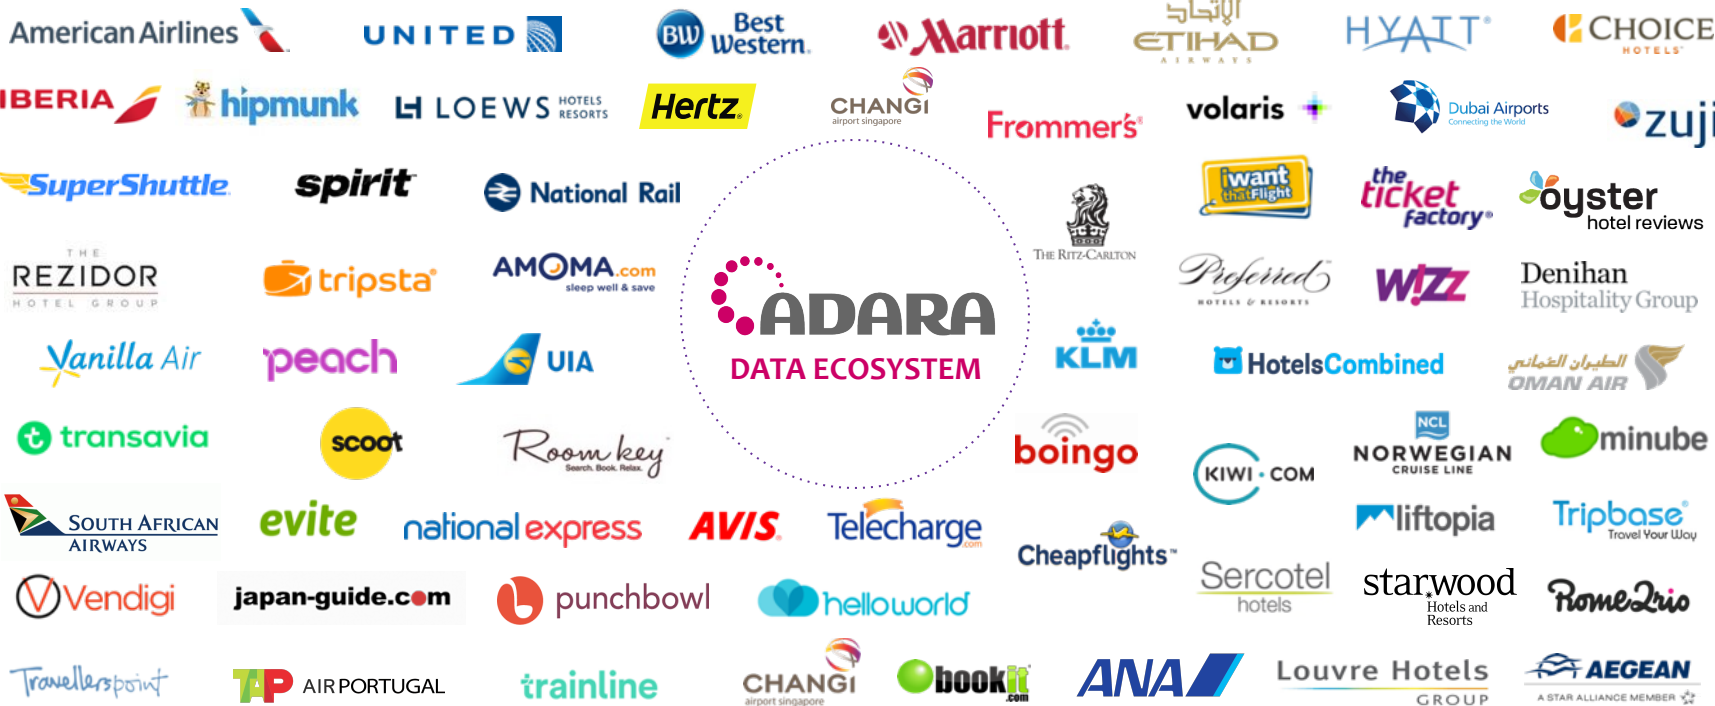 American Airlines
UNITED
BW Best Western®
Marriott®
الإتحاد
ETIHAD
AIRWAYS
HYATT®
CHOICE
HOTELS®
IBERIA
hipmunk
LH LOEWS HOTELS RESORTS
Hertz®
CHANGI
airport singapore
Frommer's®
volaris
Dubai Airports
Connecting the World
zuji
SuperShuttle
spirit
National Rail
THE RITZ-CARLTON
iwant
thatFlight
the
ticket
factory®
oyster
hotel reviews
THE
REZIDOR
HOTEL GROUP
tripsta®
AMOMA.com
sleep well & save
ADARA
DATA ECOSYSTEM
Preferred™
HOTELS & RESORTS
W!ZZ
Denihan
Hospitality Group
Vanilla Air
peach
UIA
KLM
HotelsCombined
الطيران العماني
OMAN AIR
t transavia
scoot
Room key
Search. Book. Relax.
boingo
KIWI.COM
NCL
NORWEGIAN
CRUISE LINE
minube
SOUTH AFRICAN
AIRWAYS
evite
national express
AVIS®
Telecharge
.com
Cheapflights™
liftopia
Tripbase®
Travel Your Way
V Vendigi
japan-guide.com
punchbowl
helloworld
Sercotel
hotels
starwood
Hotels and
Resorts
Rome2rio
Travellerspoint
TAP AIR PORTUGAL
trainline
CHANGI
airport singapore
bookit
.com
ANA
Louvre Hotels
GROUP
AEGEAN
A STAR ALLIANCE MEMBER